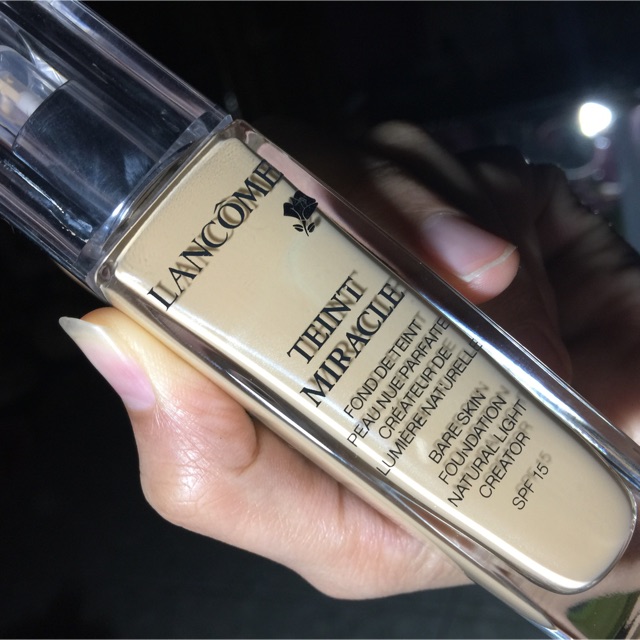 LANCÔME
TEINT
MIRACLE
FOND DE TEINT
PEAU NUE PARFAITE
CRÉATEUR DE
LUMIÈRE NATURELLE
BARE SKIN
FOUNDATION
NATURAL LIGHT
CREATOR
SPF 15